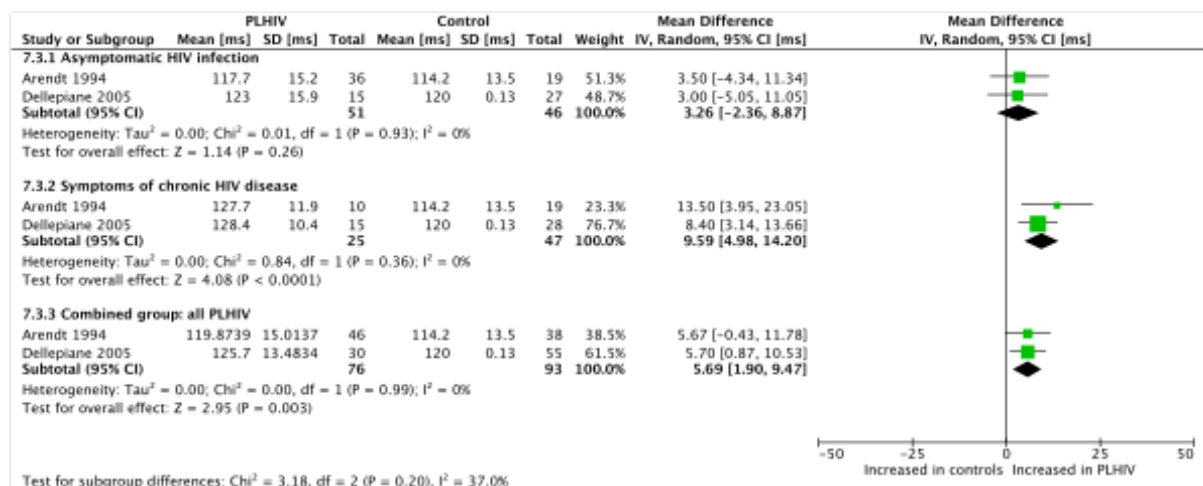 PLHIV Control Mean Difference Mean Difference
Study or Subgroup Mean [ms] SD [ms] Total Mean [ms] SD [ms] Total Weight IV, Random, 95% CI [ms] IV, Random, 95% CI [ms]
7.3.1 Asymptomatic HIV infection
Arendt 1994 117.7 15.2 36 114.2 13.5 19 51.3% 3.50 [-4.34, 11.34]
Dellepiane 2005 123 15.9 15 120 0.13 27 48.7% 3.00 [-5.05, 11.05]
Subtotal (95% CI) 51 46 100.0% 3.26 [-2.36, 8.87]
Heterogeneity: Tau² = 0.00; Chi² = 0.01, df = 1 (P = 0.93); I² = 0%
Test for overall effect: Z = 1.14 (P = 0.26)
7.3.2 Symptoms of chronic HIV disease
Arendt 1994 127.7 11.9 10 114.2 13.5 19 23.3% 13.50 [3.95, 23.05]
Dellepiane 2005 128.4 10.4 15 120 0.13 28 76.7% 8.40 [3.14, 13.66]
Subtotal (95% CI) 25 47 100.0% 9.59 [4.98, 14.20]
Heterogeneity: Tau² = 0.00; Chi² = 0.84, df = 1 (P = 0.36); I² = 0%
Test for overall effect: Z = 4.08 (P < 0.0001)
7.3.3 Combined group: all PLHIV
Arendt 1994 119.8739 15.0137 46 114.2 13.5 38 38.5% 5.67 [-0.43, 11.78]
Dellepiane 2005 125.7 13.4834 30 120 0.13 55 61.5% 5.70 [0.87, 10.53]
Subtotal (95% CI) 76 93 100.0% 5.69 [1.90, 9.47]
Heterogeneity: Tau² = 0.00; Chi² = 0.00, df = 1 (P = 0.99); I² = 0%
Test for overall effect: Z = 2.95 (P = 0.003)
-50 -25 0 25 50
Increased in controls Increased in PLHIV
Test for subgroup differences: Chi² = 3.18, df = 2 (P = 0.20), I² = 37.0%